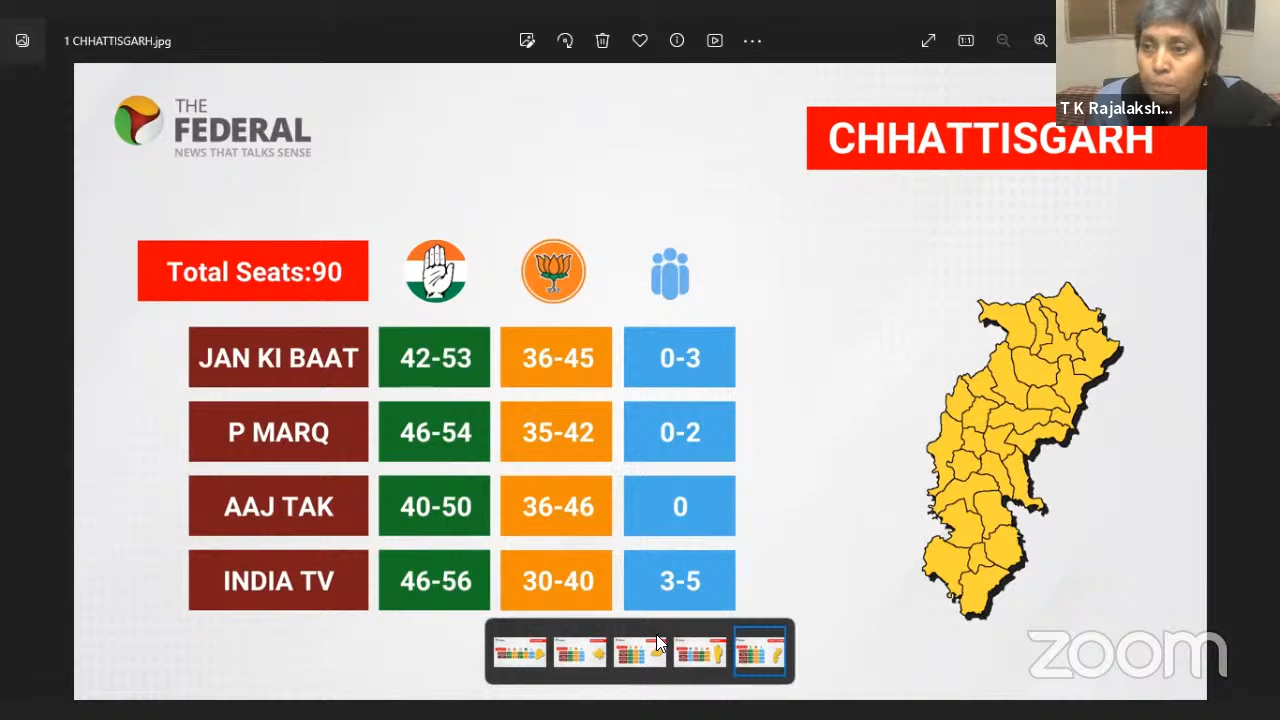 1 CHHATTISGARH.jpg
T K Rajalaksh...
THE
FEDERAL
NEWS THAT TALKS SENSE
CHHATTISGARH
Total Seats:90
JAN KI BAAT 42-53 36-45 0-3
P MARQ 46-54 35-42 0-2
AAJ TAK 40-50 36-46 0
INDIA TV 46-56 30-40 3-5
zoom